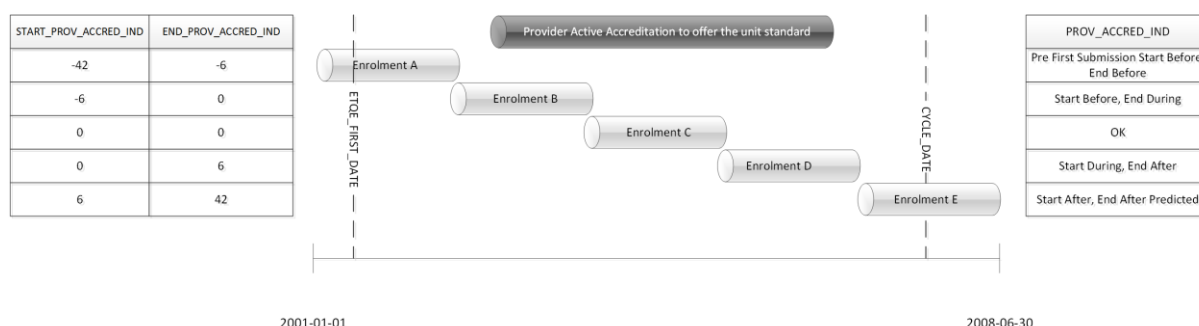 START_PROV_ACCRED_IND END_PROV_ACCRED_IND
-42 -6
-6 0
0 0
0 6
6 42
Provider Active Accreditation to offer the unit standard
Enrolment A
Enrolment B
Enrolment C
Enrolment D
Enrolment E
ETQE_FIRST_DATE
CYCLE_DATE
2001-01-01
2008-06-30
PROV_ACCRED_IND
Pre First Submission Start Before
End Before
Start Before, End During
OK
Start During, End After
Start After, End After Predicted